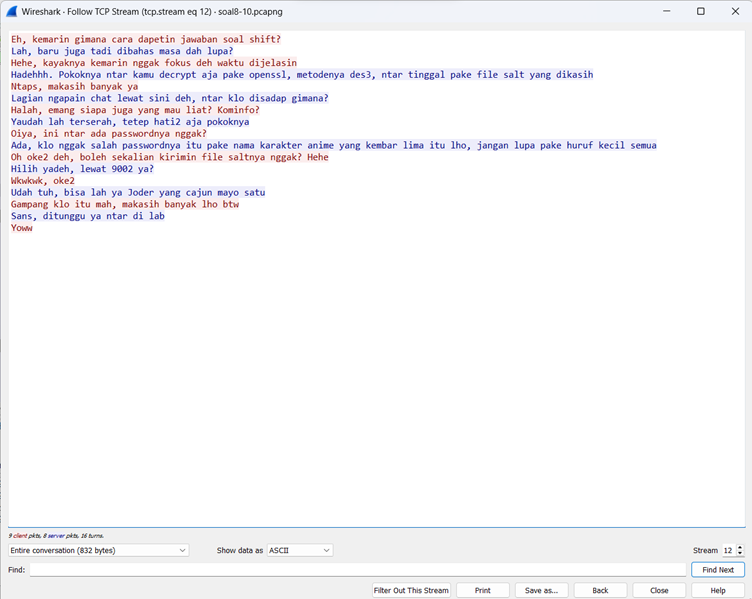 Wireshark · Follow TCP Stream (tcp.stream eq 12) · soal8-10.pcapng
Eh, kemarin gimana cara dapetin jawaban soal shift?
Lah, baru juga tadi dibahas masa dah lupa?
Hehe, kayaknya kemarin nggak fokus deh waktu dijelasin
Hadehhh. Pokoknya ntar kamu decrypt aja pake openssl, metodenya des3, ntar tinggal pake file salt yang dikasih
Ntaps, makasih banyak ya
Lagian ngapain chat lewat sini deh, ntar klo disadap gimana?
Halah, emang siapa juga yang mau liat? Kominfo?
Yaudah lah terserah, tetep hati2 aja pokoknya
Oiya, ini ntar ada passwordnya nggak?
Ada, klo nggak salah passwordnya itu pake nama karakter anime yang kembar lima itu lho, jangan lupa pake huruf kecil semua
Oh oke2 deh, boleh sekalian kirimin file saltnya nggak? Hehe
Hilih yadeh, lewat 9002 ya?
Wkwkwk, oke2
Udah tuh, bisa lah ya Joder yang cajun mayo satu
Gampang klo itu mah, makasih banyak lho btw
Sans, ditunggu ya ntar di lab
Yoww
9 client pkts, 8 server pkts, 16 turns.
Entire conversation (832 bytes) Show data as ASCII Stream 12
Find: Find Next
Filter Out This Stream Print Save as... Back Close Help